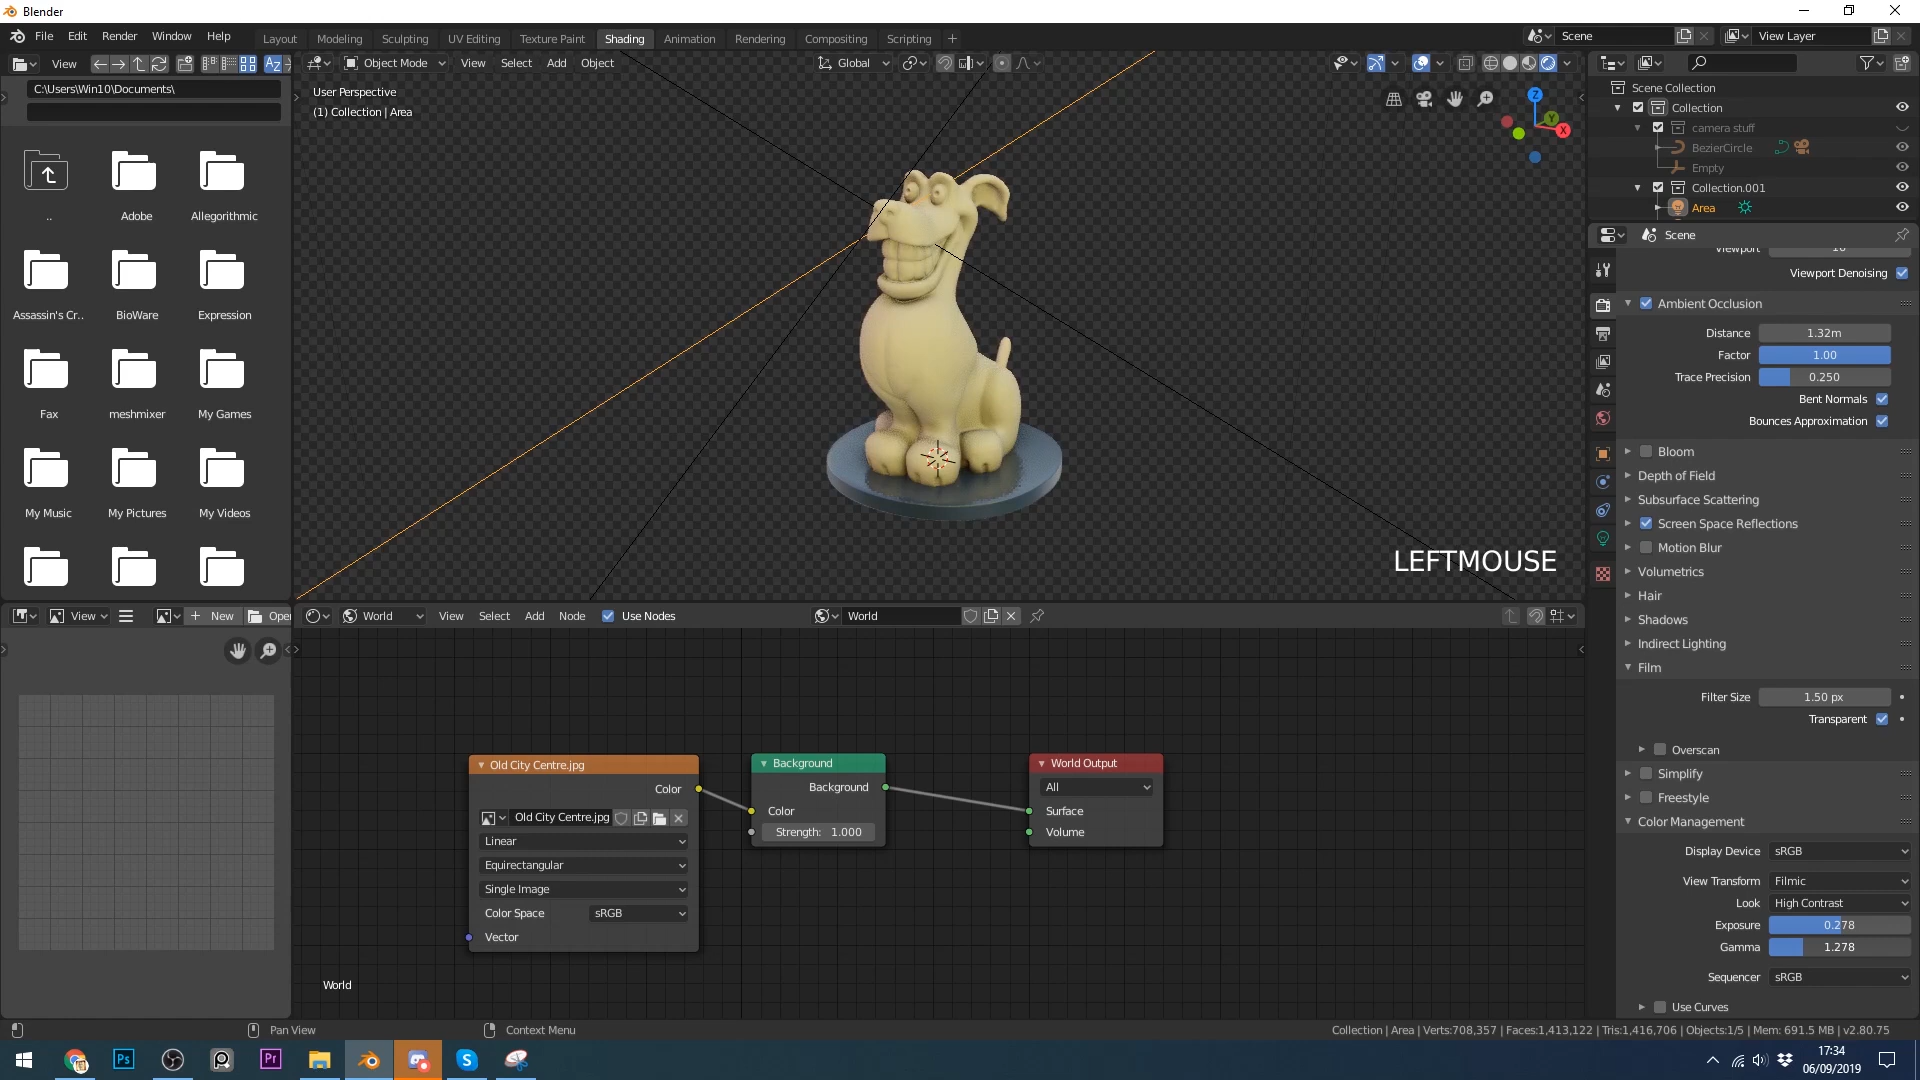 Blender
File Edit Render Window Help
Layout Modeling Sculpting UV Editing Texture Paint Shading Animation Rendering Compositing Scripting
Scene
View Layer
View
Object Mode View Select Add Object
Global
C:\Users\Win10\Documents\
..
Adobe
Allegorithmic
Assassin's Cr..
BioWare
Expression
Fax
meshmixer
My Games
My Music
My Pictures
My Videos
User Perspective
(1) Collection | Area
Z
Y
X
LEFTMOUSE
Scene Collection
Collection
camera stuff
BezierCircle
Empty
Collection.001
Area
Scene
Viewport 16
Viewport Denoising
Ambient Occlusion
Distance 1.32m
Factor 1.00
Trace Precision 0.250
Bent Normals
Bounces Approximation
Bloom
Depth of Field
Subsurface Scattering
Screen Space Reflections
Motion Blur
Volumetrics
Hair
Shadows
Indirect Lighting
Film
Filter Size 1.50 px
Transparent
Overscan
Simplify
Freestyle
Color Management
Display Device sRGB
View Transform Filmic
Look High Contrast
Exposure 0.278
Gamma 1.278
Sequencer sRGB
Use Curves
View New Oper
World View Select Add Node Use Nodes
World
Old City Centre.jpg
Color
Old City Centre.jpg
Linear
Equirectangular
Single Image
Color Space sRGB
Vector
Background
Background
Color
Strength: 1.000
World Output
All
Surface
Volume
World
Pan View
Context Menu
Collection | Area | Verts:708,357 | Faces:1,413,122 | Tris:1,416,706 | Objects:1/5 | Mem: 691.5 MB | v2.80.75
Ps
Pr
17:34
06/09/2019